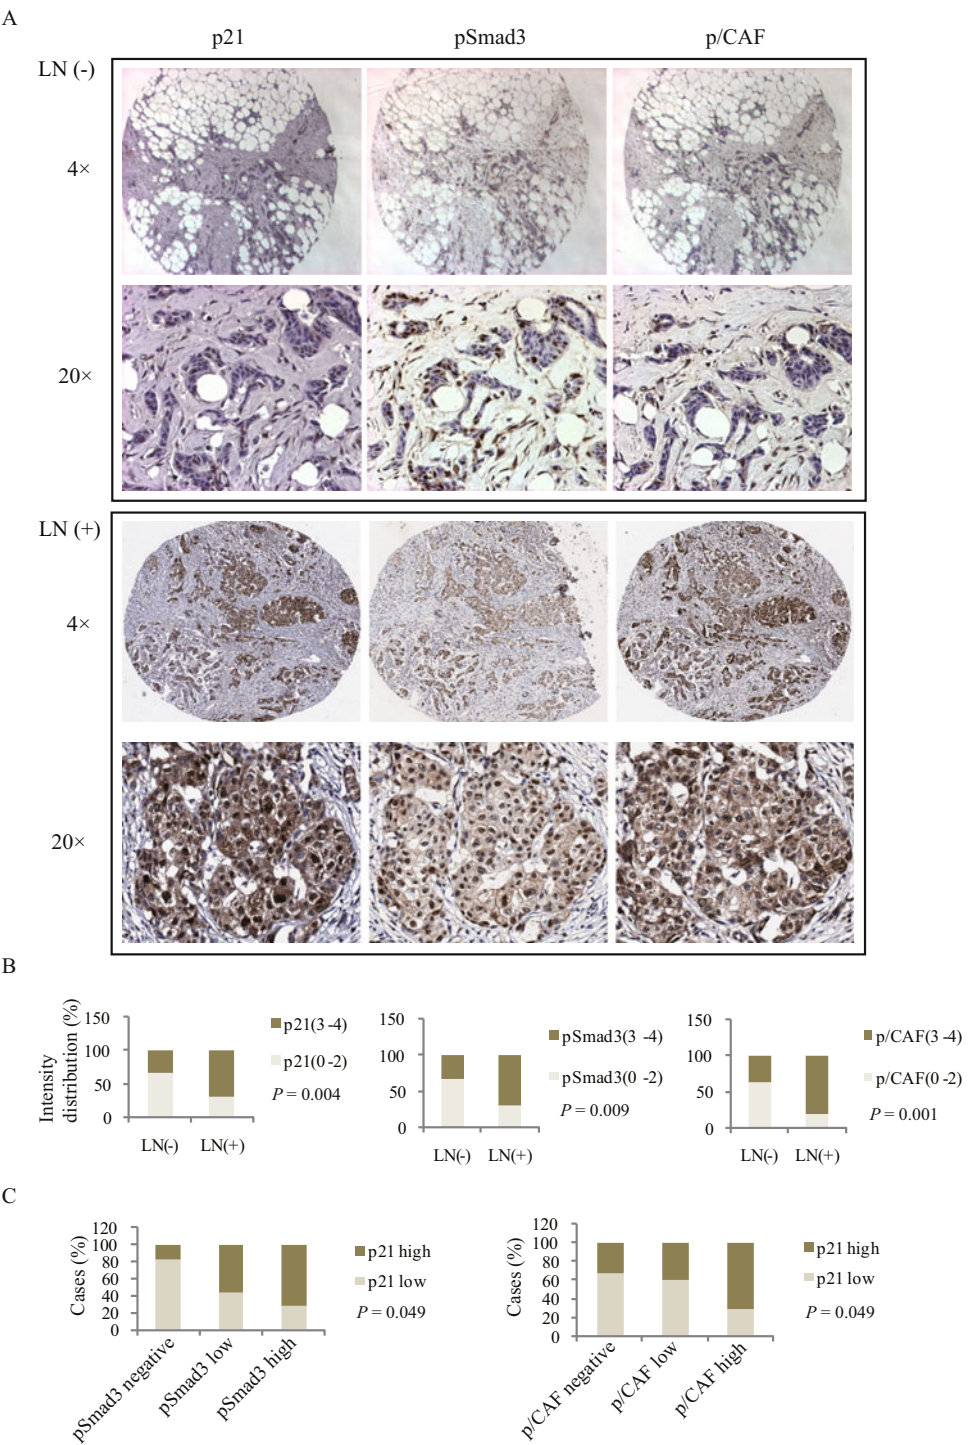 A
p21 pSmad3 p/CAF
LN (-)
4×
20×
LN (+)
4×
20×
B
Intensity
distribution (%)
150
100
50
0
LN(-) LN(+)
p21(3 -4)
p21(0 -2)
P = 0.004
150
100
50
0
LN(-) LN(+)
pSmad3(3 -4)
pSmad3(0 -2)
P = 0.009
150
100
50
0
LN(-) LN(+)
p/CAF(3 -4)
p/CAF(0 -2)
P = 0.001
C
Cases (%)
120
100
80
60
40
20
0
pSmad3 negative
pSmad3 low
pSmad3 high
p21 high
p21 low
P = 0.049
Cases (%)
120
100
80
60
40
20
0
p/CAF negative
p/CAF low
p/CAF high
p21 high
p21 low
P = 0.049